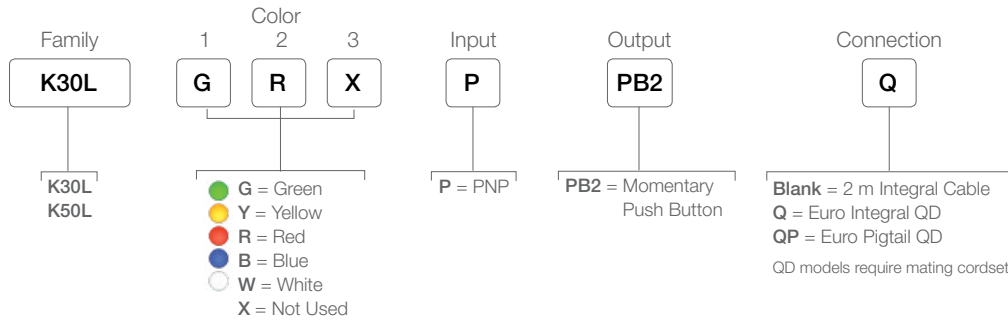 Color
Family 1 2 3 Input Output Connection
K30L G R X P PB2 Q
K30L
K50L
G = Green
Y = Yellow
R = Red
B = Blue
W = White
X = Not Used
P = PNP
PB2 = Momentary
Push Button
Blank = 2 m Integral Cable
Q = Euro Integral QD
QP = Euro Pigtail QD
QD models require mating cordset